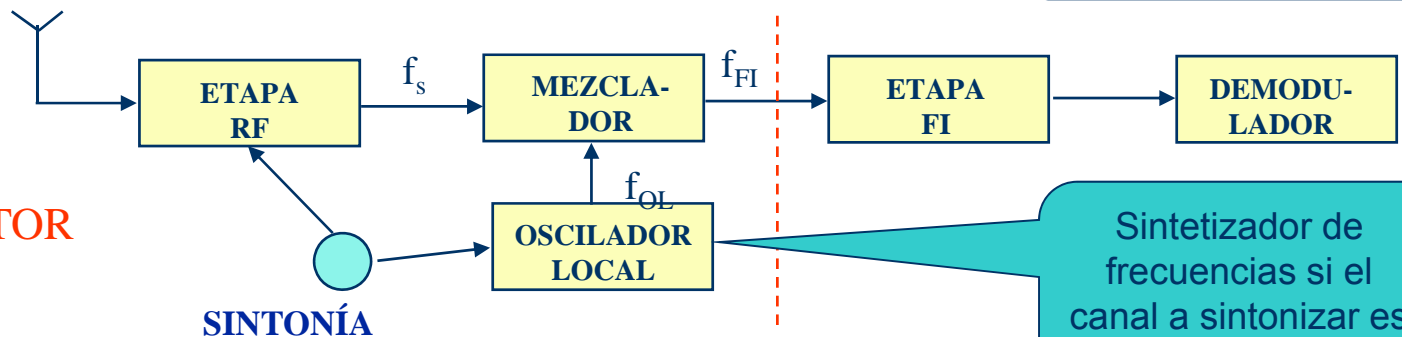 ETAPA
RF
f_s
MEZCLA-
DOR
f_FI
ETAPA
FI
DEMODU-
LADOR
f_OL
TOR
OSCILADOR
LOCAL
SINTONÍA
Sintetizador de
frecuencias si el
canal a sintonizar es